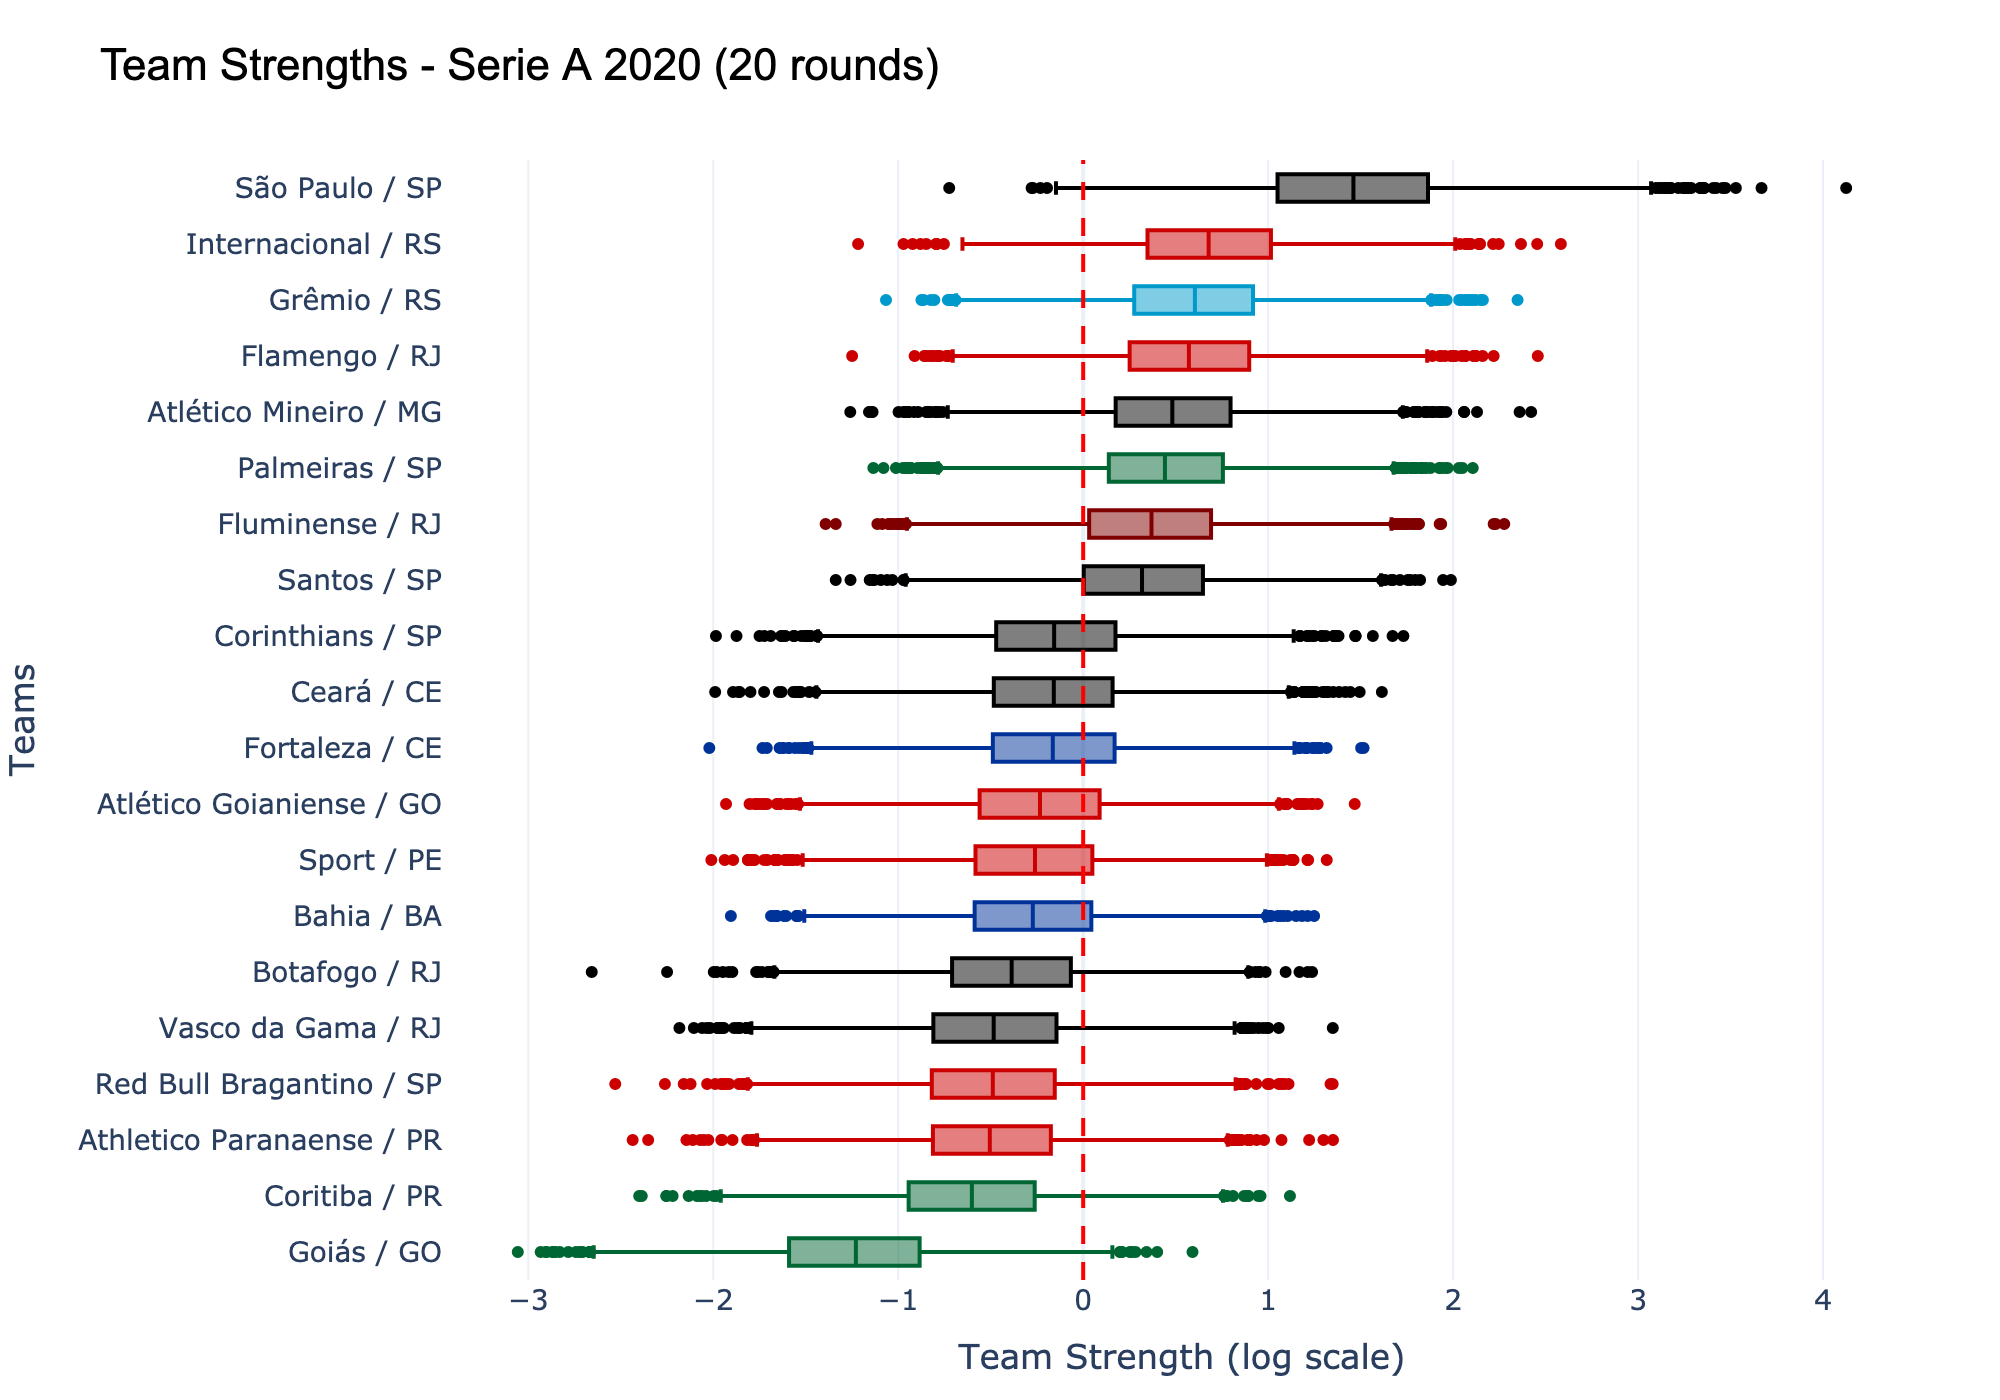 Team Strengths - Serie A 2020 (20 rounds)
São Paulo / SP
Internacional / RS
Grêmio / RS
Flamengo / RJ
Atlético Mineiro / MG
Palmeiras / SP
Fluminense / RJ
Santos / SP
Corinthians / SP
Ceará / CE
Fortaleza / CE
Atlético Goianiense / GO
Sport / PE
Bahia / BA
Botafogo / RJ
Vasco da Gama / RJ
Red Bull Bragantino / SP
Athletico Paranaense / PR
Coritiba / PR
Goiás / GO
Teams
−3 −2 −1 0 1 2 3 4
Team Strength (log scale)